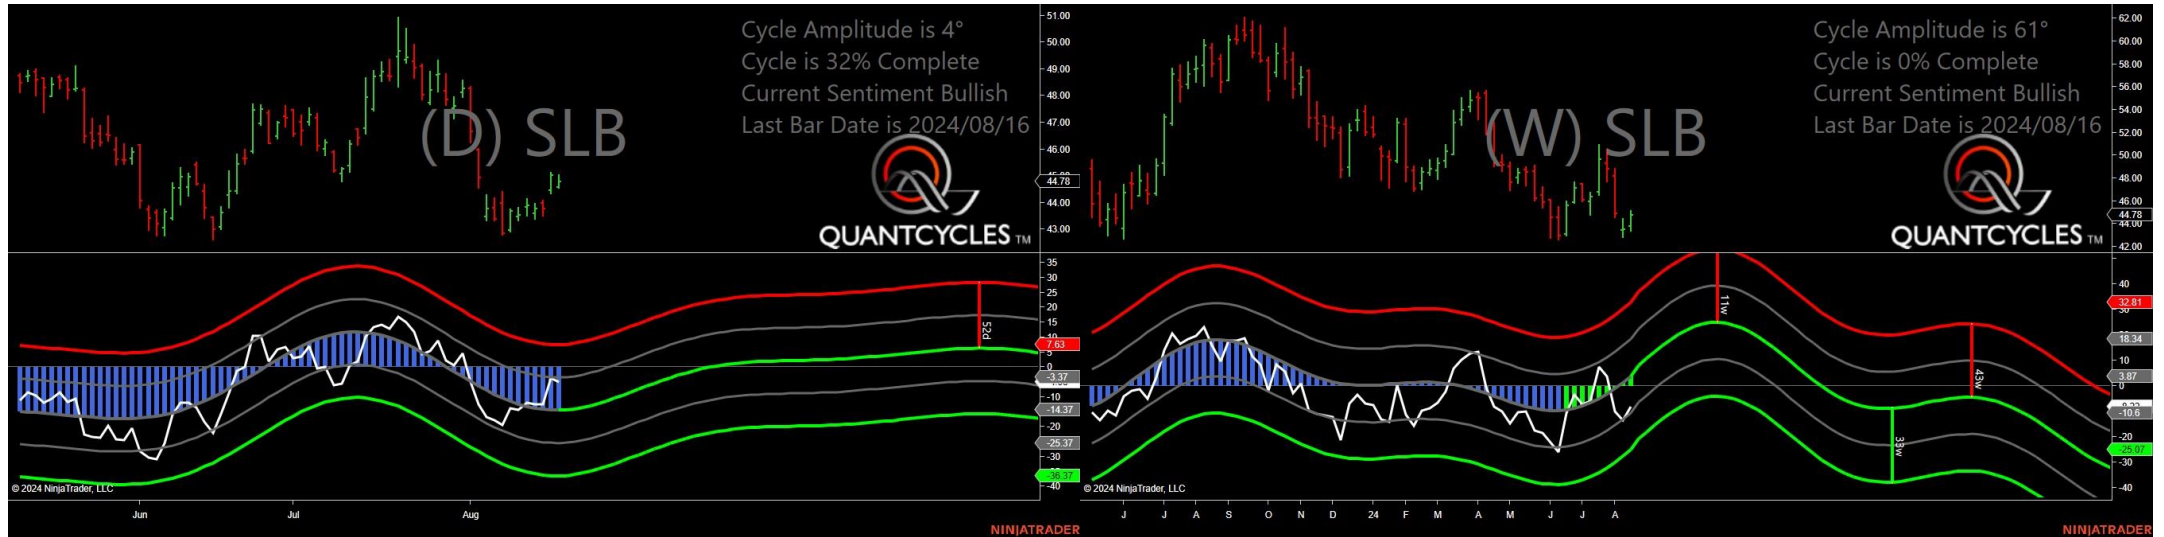 Cycle Amplitude is 4°
Cycle is 32% Complete
Current Sentiment Bullish
Last Bar Date is 2024/08/16
(D) SLB
QUANTCYCLES TM
51.00
50.00
49.00
48.00
47.00
46.00
44.78
44.00
43.00
35
30
25
20
15
10
7.63
5
0
-3.37
-10
-14.37
-20
-25.37
-30
-36.37
-40
52d
© 2024 NinjaTrader, LLC
Jun Jul Aug
NINJATRADER
Cycle Amplitude is 61°
Cycle is 0% Complete
Current Sentiment Bullish
Last Bar Date is 2024/08/16
(W) SLB
QUANTCYCLES TM
62.00
60.00
58.00
56.00
54.00
52.00
50.00
48.00
46.00
44.78
44.00
42.00
40
32.81
30
18.34
10
3.87
0
-10.6
-20
-25.07
-30
-40
11w
43w
33w
© 2024 NinjaTrader, LLC
J J A S O N D 24 F M A M J J A
NINJATRADER